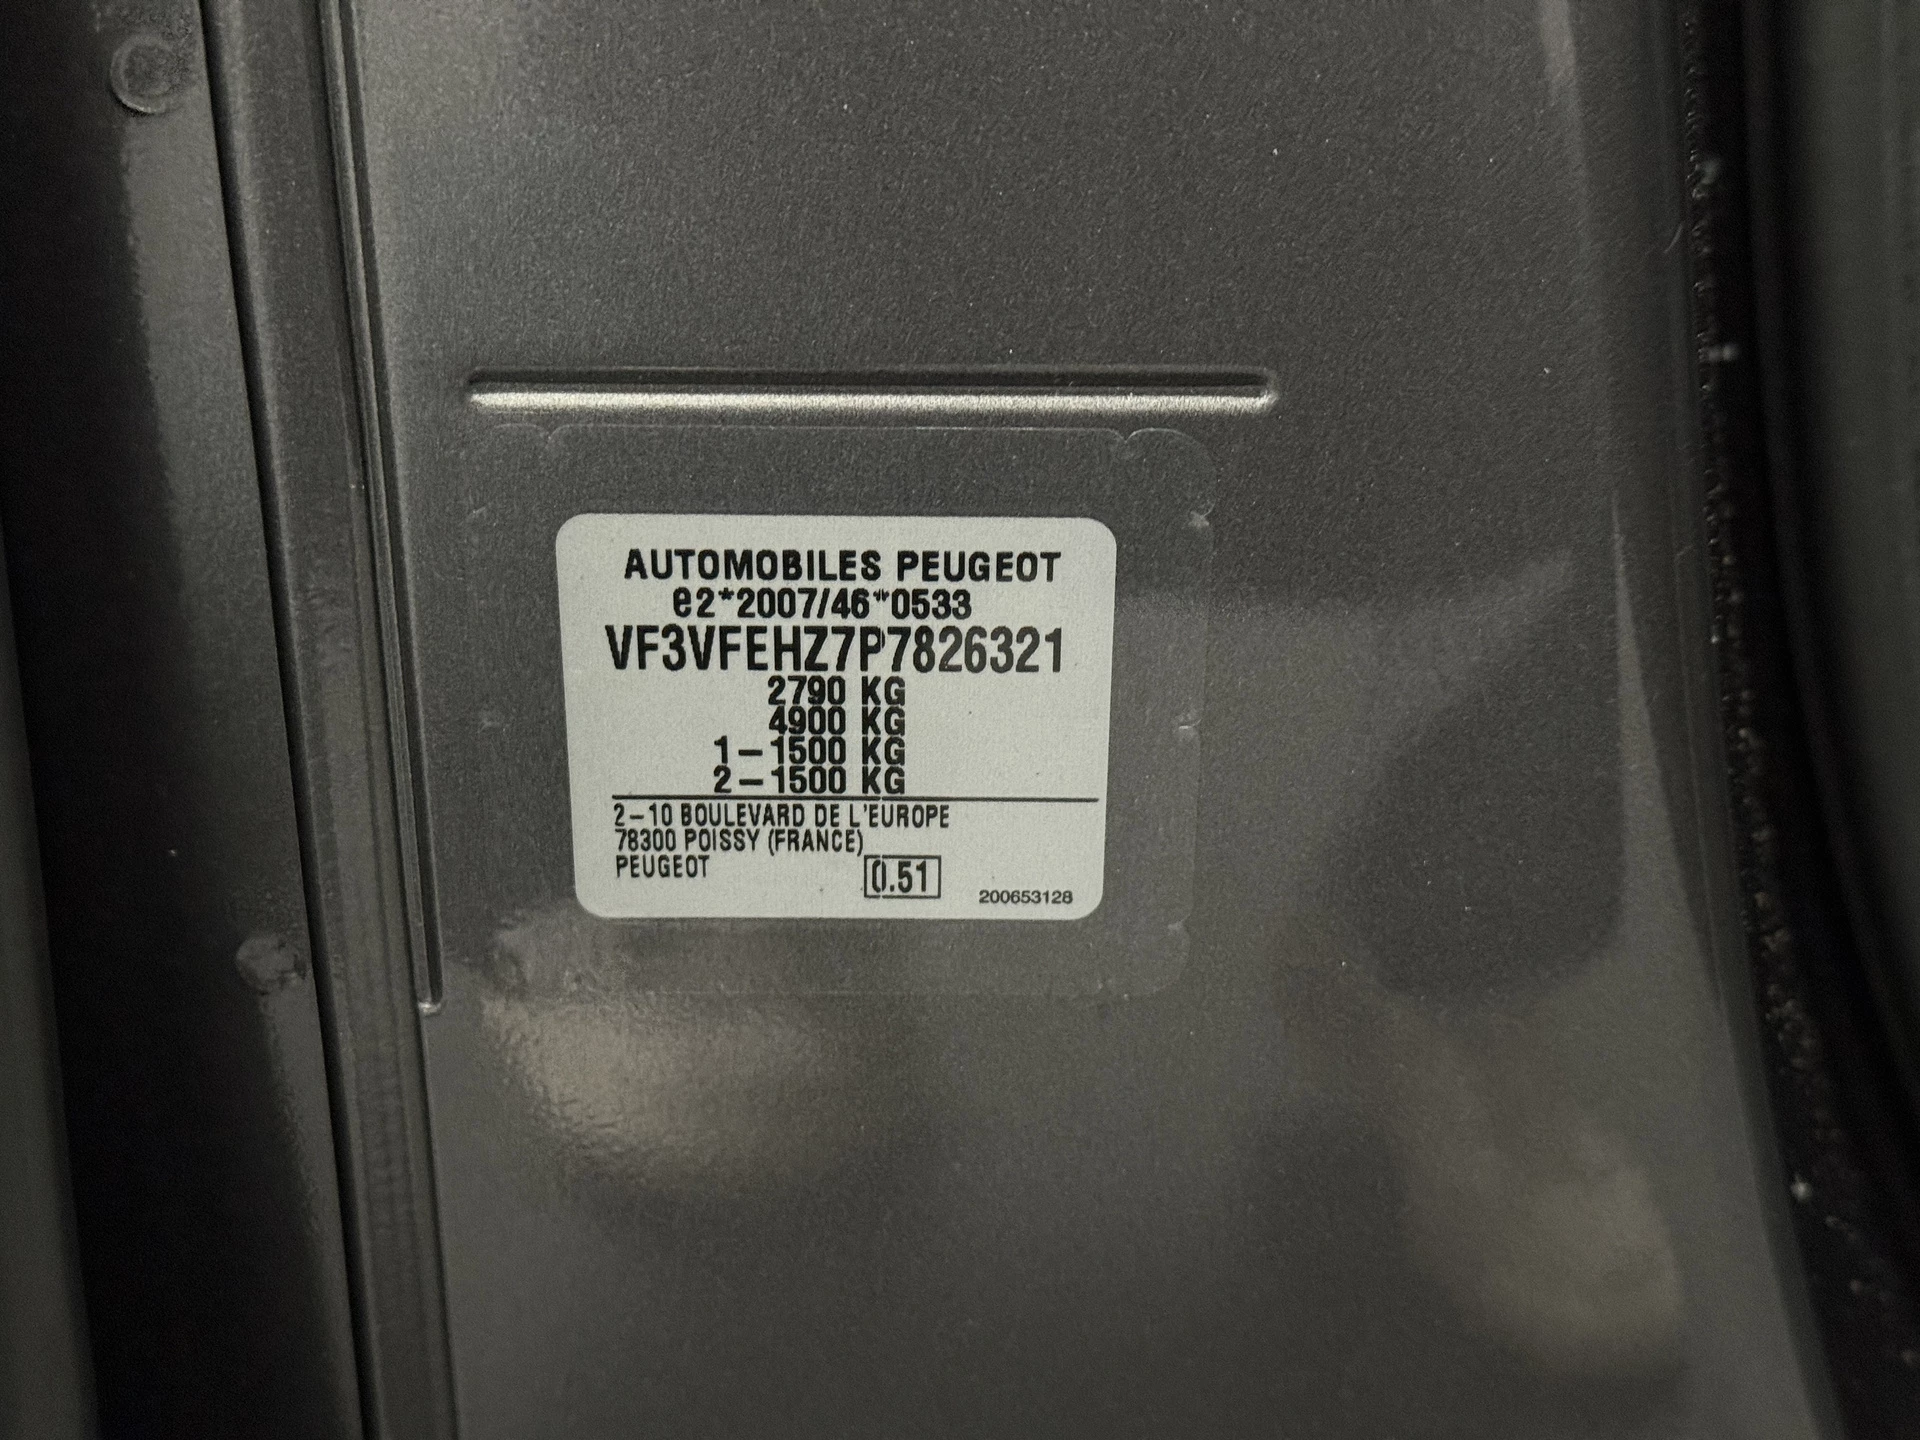 AUTOMOBILES PEUGEOT
e2*2007/46*0533
VF3VFEHZ7P7826321
2790 KG
4900 KG
1-1500 KG
2-1500 KG
2-10 BOULEVARD DE L'EUROPE
78300 POISSY (FRANCE)
PEUGEOT
0.51
200653128